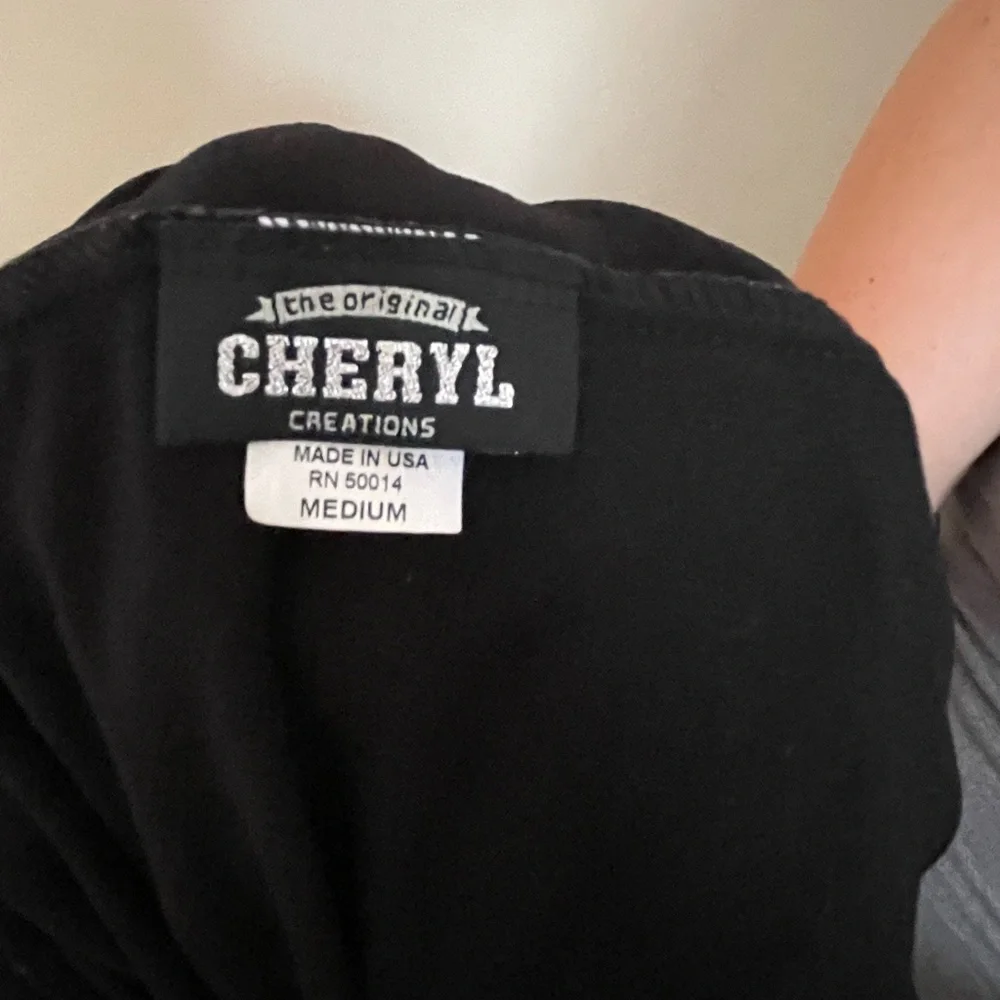 the original
CHERYL
CREATIONS
MADE IN USA
RN 50014
MEDIUM